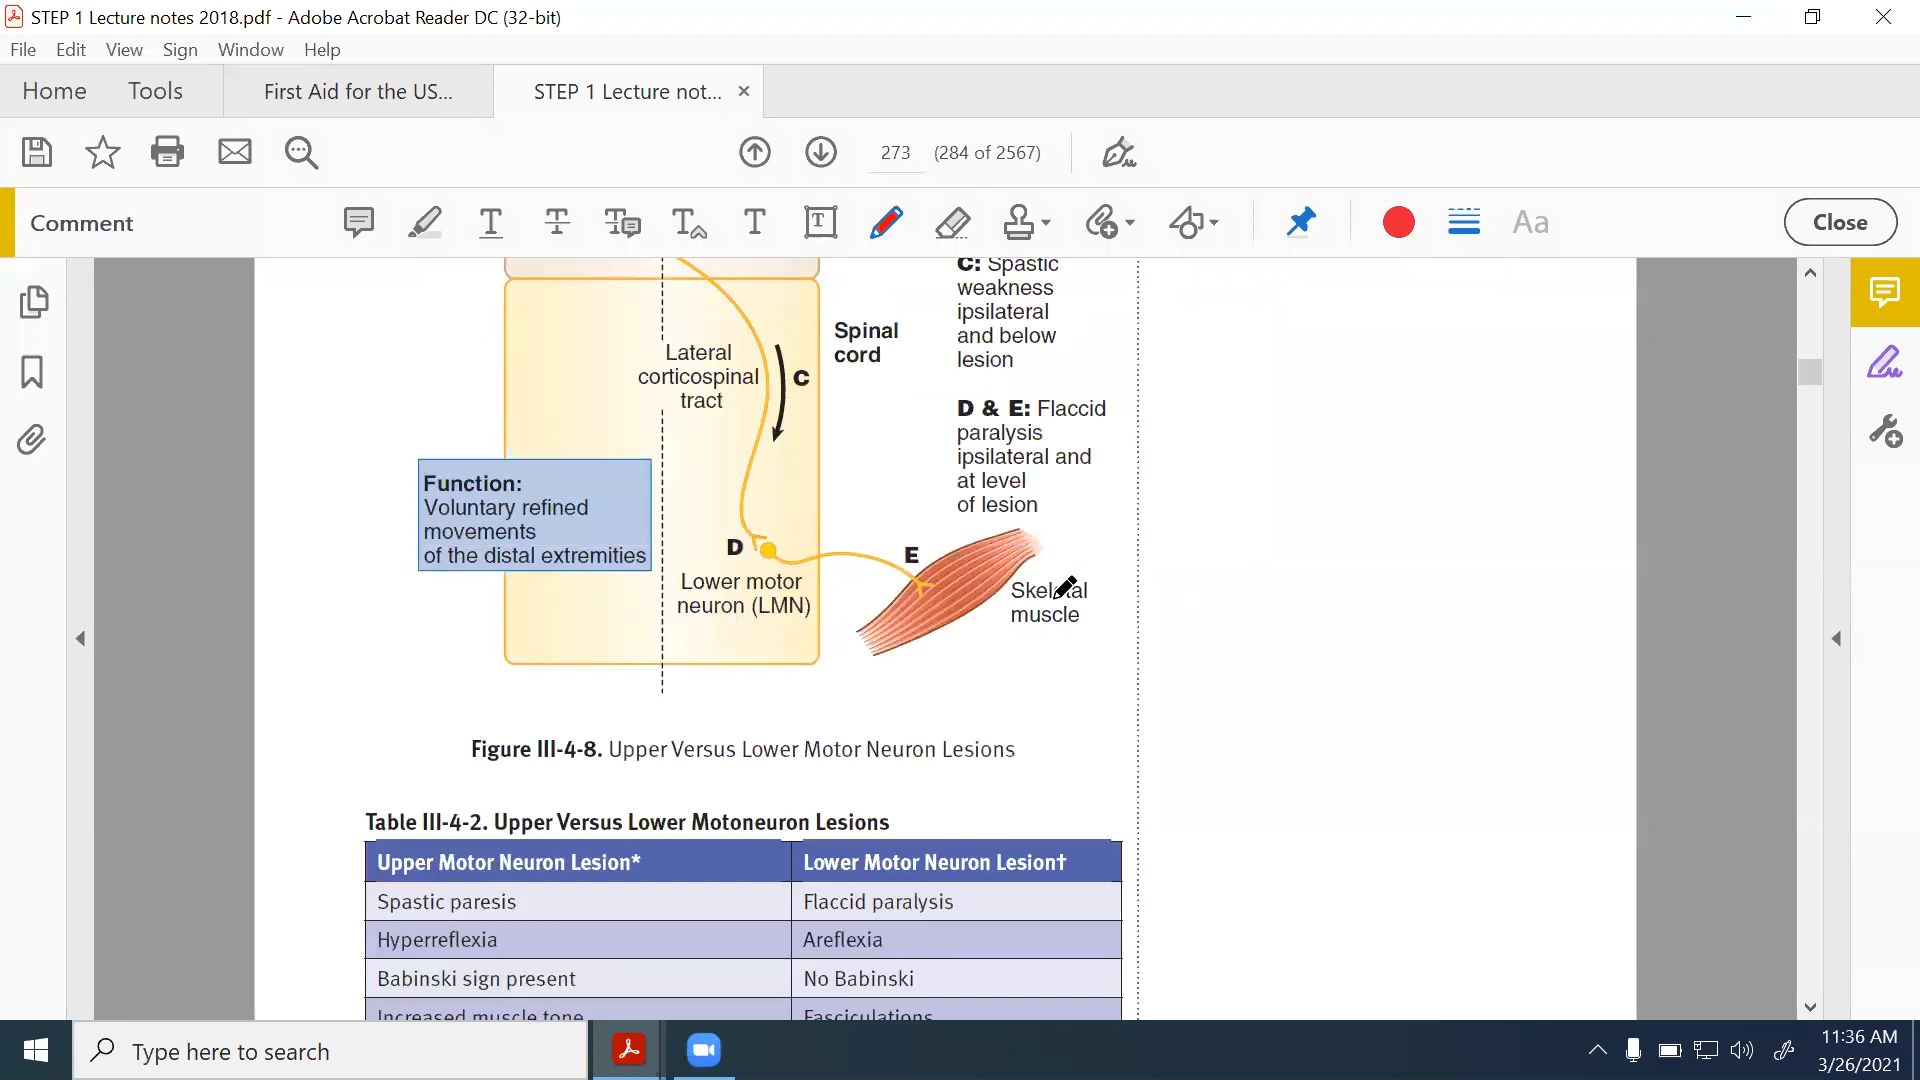 STEP 1 Lecture notes 2018.pdf - Adobe Acrobat Reader DC (32-bit)
File Edit View Sign Window Help
Home Tools First Aid for the US... STEP 1 Lecture not... ×
273 (284 of 2567)
Comment T T T T T T Aa Close
C: Spastic
weakness
ipsilateral
and below
lesion
Spinal
cord
Lateral
corticospinal
tract
C
D & E: Flaccid
paralysis
ipsilateral and
at level
of lesion
Function:
Voluntary refined
movements
of the distal extremities
D
E
Lower motor
neuron (LMN)
Skeletal
muscle
Figure III-4-8. Upper Versus Lower Motor Neuron Lesions
Table III-4-2. Upper Versus Lower Motoneuron Lesions
Upper Motor Neuron Lesion* Lower Motor Neuron Lesion†
Spastic paresis Flaccid paralysis
Hyperreflexia Areflexia
Babinski sign present No Babinski
Increased muscle tone Fasciculations
Type here to search
11:36 AM
3/26/2021